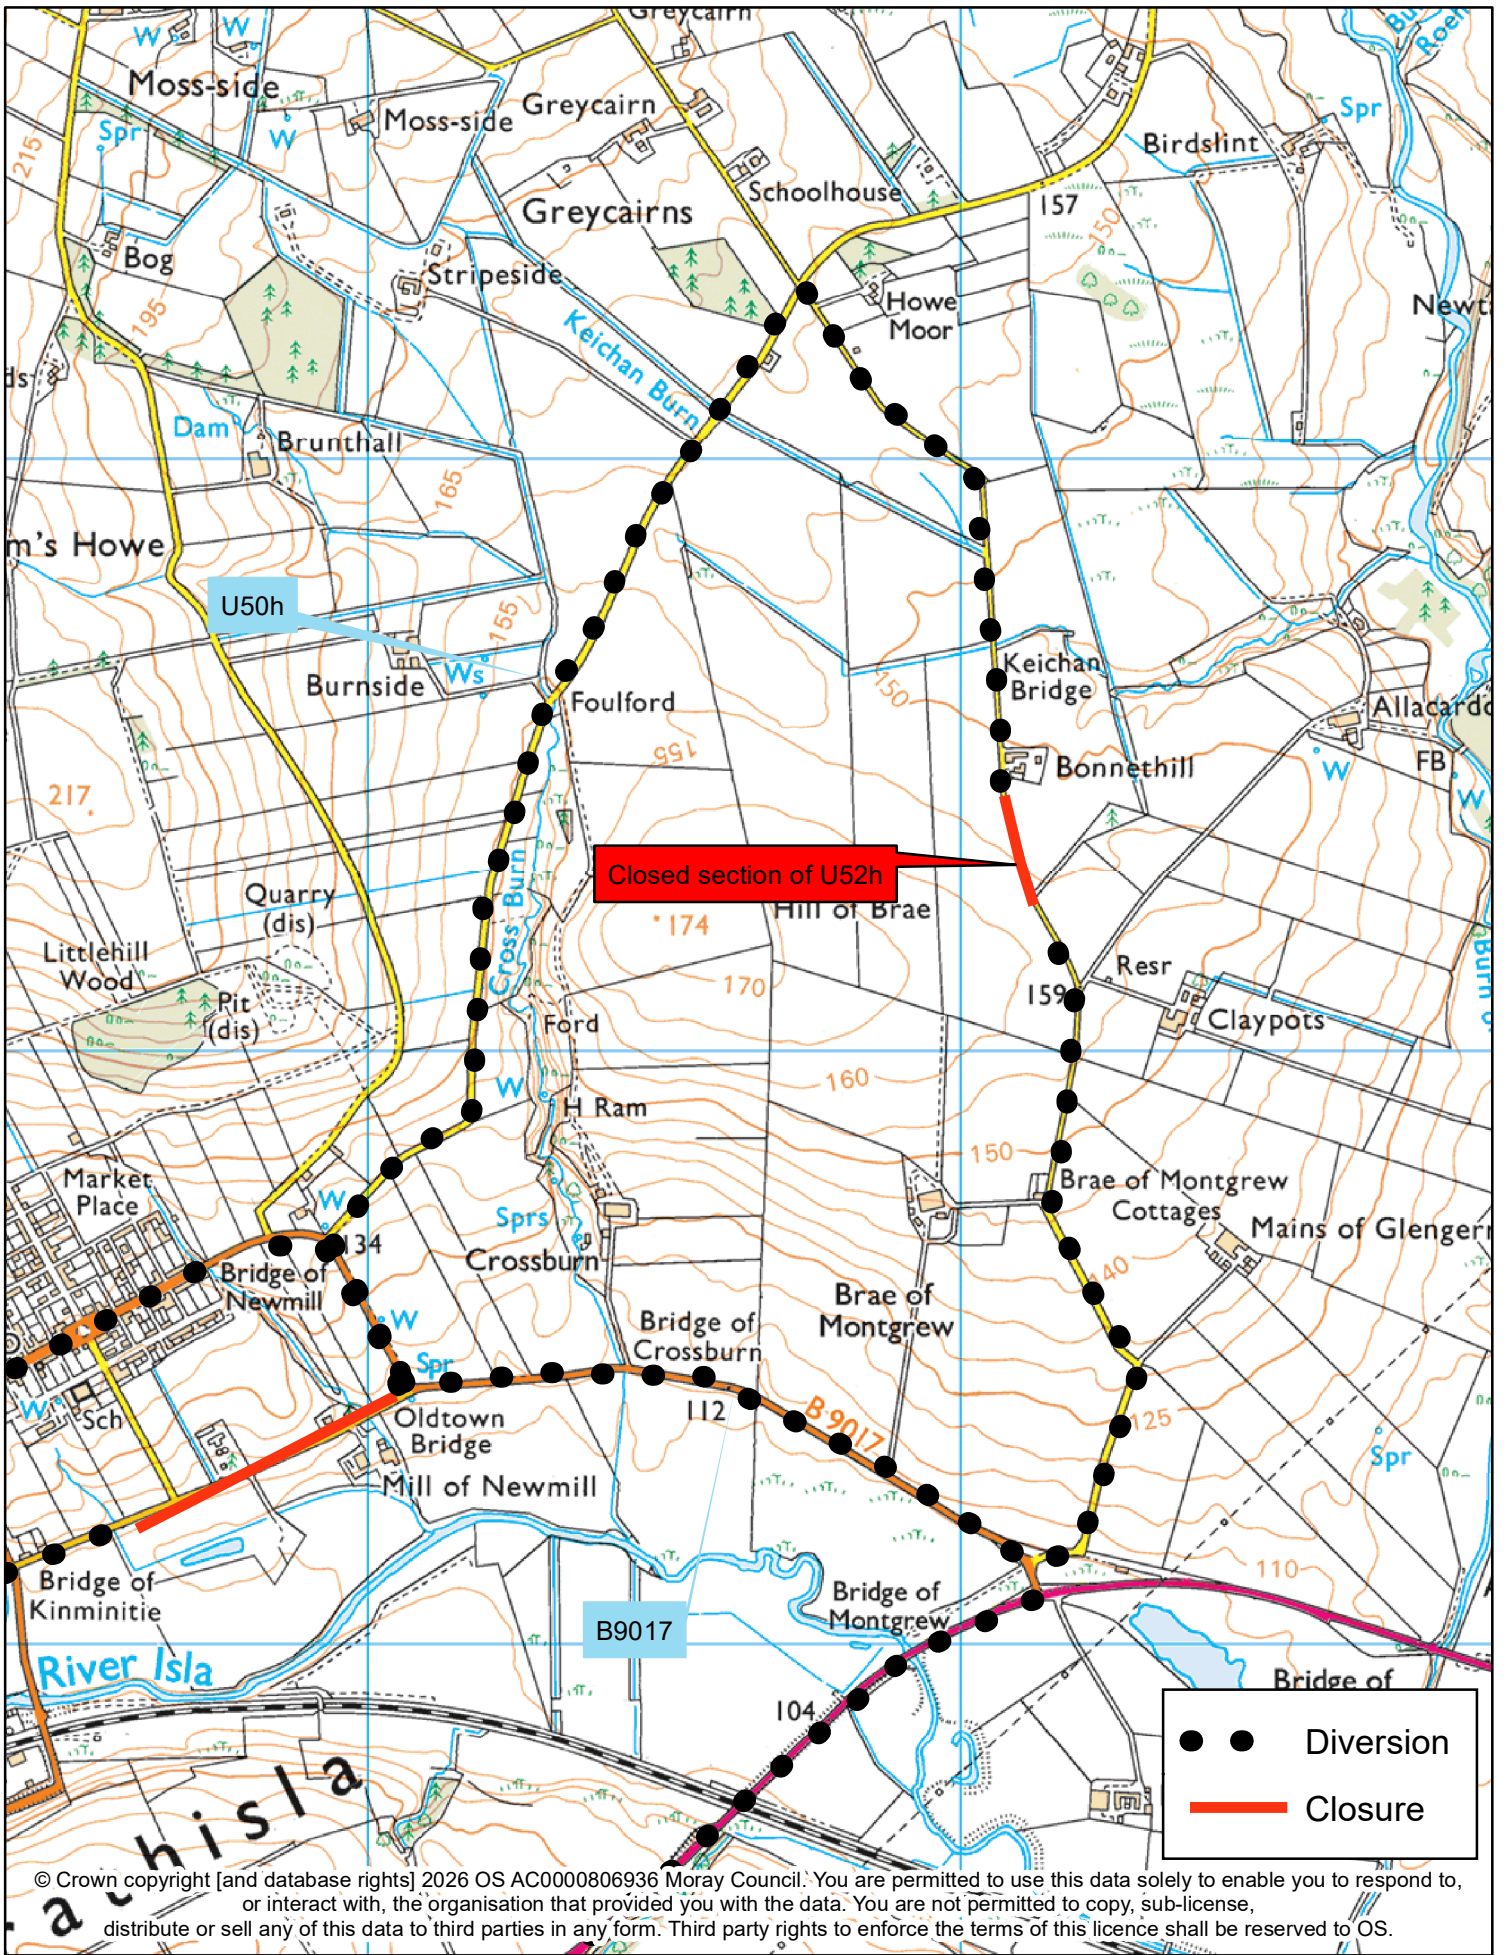 Greycairn
W
W
Moss-side
Moss-side
Greycairn
Spr
W
Spr
Birdslint
215
Schoolhouse
Greycairns
157
150
Bog
Stripeside
Howe
Moor
195
Keichan Burn
Dam
Brunthall
165
m's Howe
U50h
155
Ws
Burnside
Foulford
Keichan
Bridge
150
Allacardo
155
Bonnethill
W
FB
W
217
Closed section of U52h
Hill of Brae
Quarry
(dis)
Cross Burn
174
Littlehill
Wood
Resr
170
159
Pit
(dis)
Ford
Claypots
160
W
H Ram
150
Market
Place
Brae of Montgrew
Cottages
W
Sprs
Mains of Glengerr
134
Crossburn
Bridge of
Newmill
140
Brae of
Montgrew
W
Bridge of
Crossburn
Spr
W
Sch
Oldtown
Bridge
112
B 9017
125
Spr
Mill of Newmill
Bridge of
Kinminitie
110
Bridge of
Montgrew
B9017
River Isla
Bridge of
104
Diversion
Closure
© Crown copyright [and database rights] 2026 OS AC0000806936 Moray Council. You are permitted to use this data solely to enable you to respond to,
or interact with, the organisation that provided you with the data. You are not permitted to copy, sub-license,
distribute or sell any of this data to third parties in any form. Third party rights to enforce the terms of this licence shall be reserved to OS.